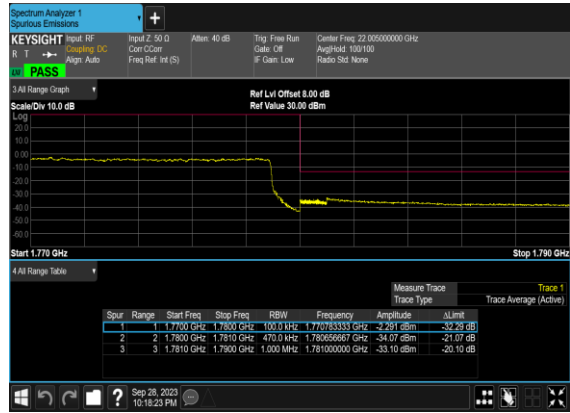 Spectrum Analyzer 1
Spurious Emissions
+
KEYSIGHT Input: RF Input Z: 50 Ω Atten: 40 dB Trig: Free Run Center Freq: 22.005000000 GHz
R T Coupling: DC Corr CCorr Gate: Off Avg|Hold: 100/100
Align: Auto Freq Ref: Int (S) IF Gain: Low Radio Std: None
PASS
3 All Range Graph
Ref Lvl Offset 8.00 dB
Scale/Div 10.0 dB Ref Value 30.00 dBm
Log
20.0
10.0
0.00
-10.0
-20.0
-30.0
-40.0
-50.0
-60.0
Start 1.770 GHz Stop 1.790 GHz
4 All Range Table
Measure Trace Trace 1
Trace Type Trace Average (Active)
Spur Range Start Freq Stop Freq RBW Frequency Amplitude ΔLimit
1 1 1.7700 GHz 1.7800 GHz 100.0 kHz 1.770783333 GHz -2.291 dBm -32.29 dB
2 2 1.7800 GHz 1.7810 GHz 470.0 kHz 1.780656667 GHz -34.07 dBm -21.07 dB
3 3 1.7810 GHz 1.7900 GHz 1.000 MHz 1.781000000 GHz -33.10 dBm -20.10 dB
? Sep 28, 2023
10:18:23 PM